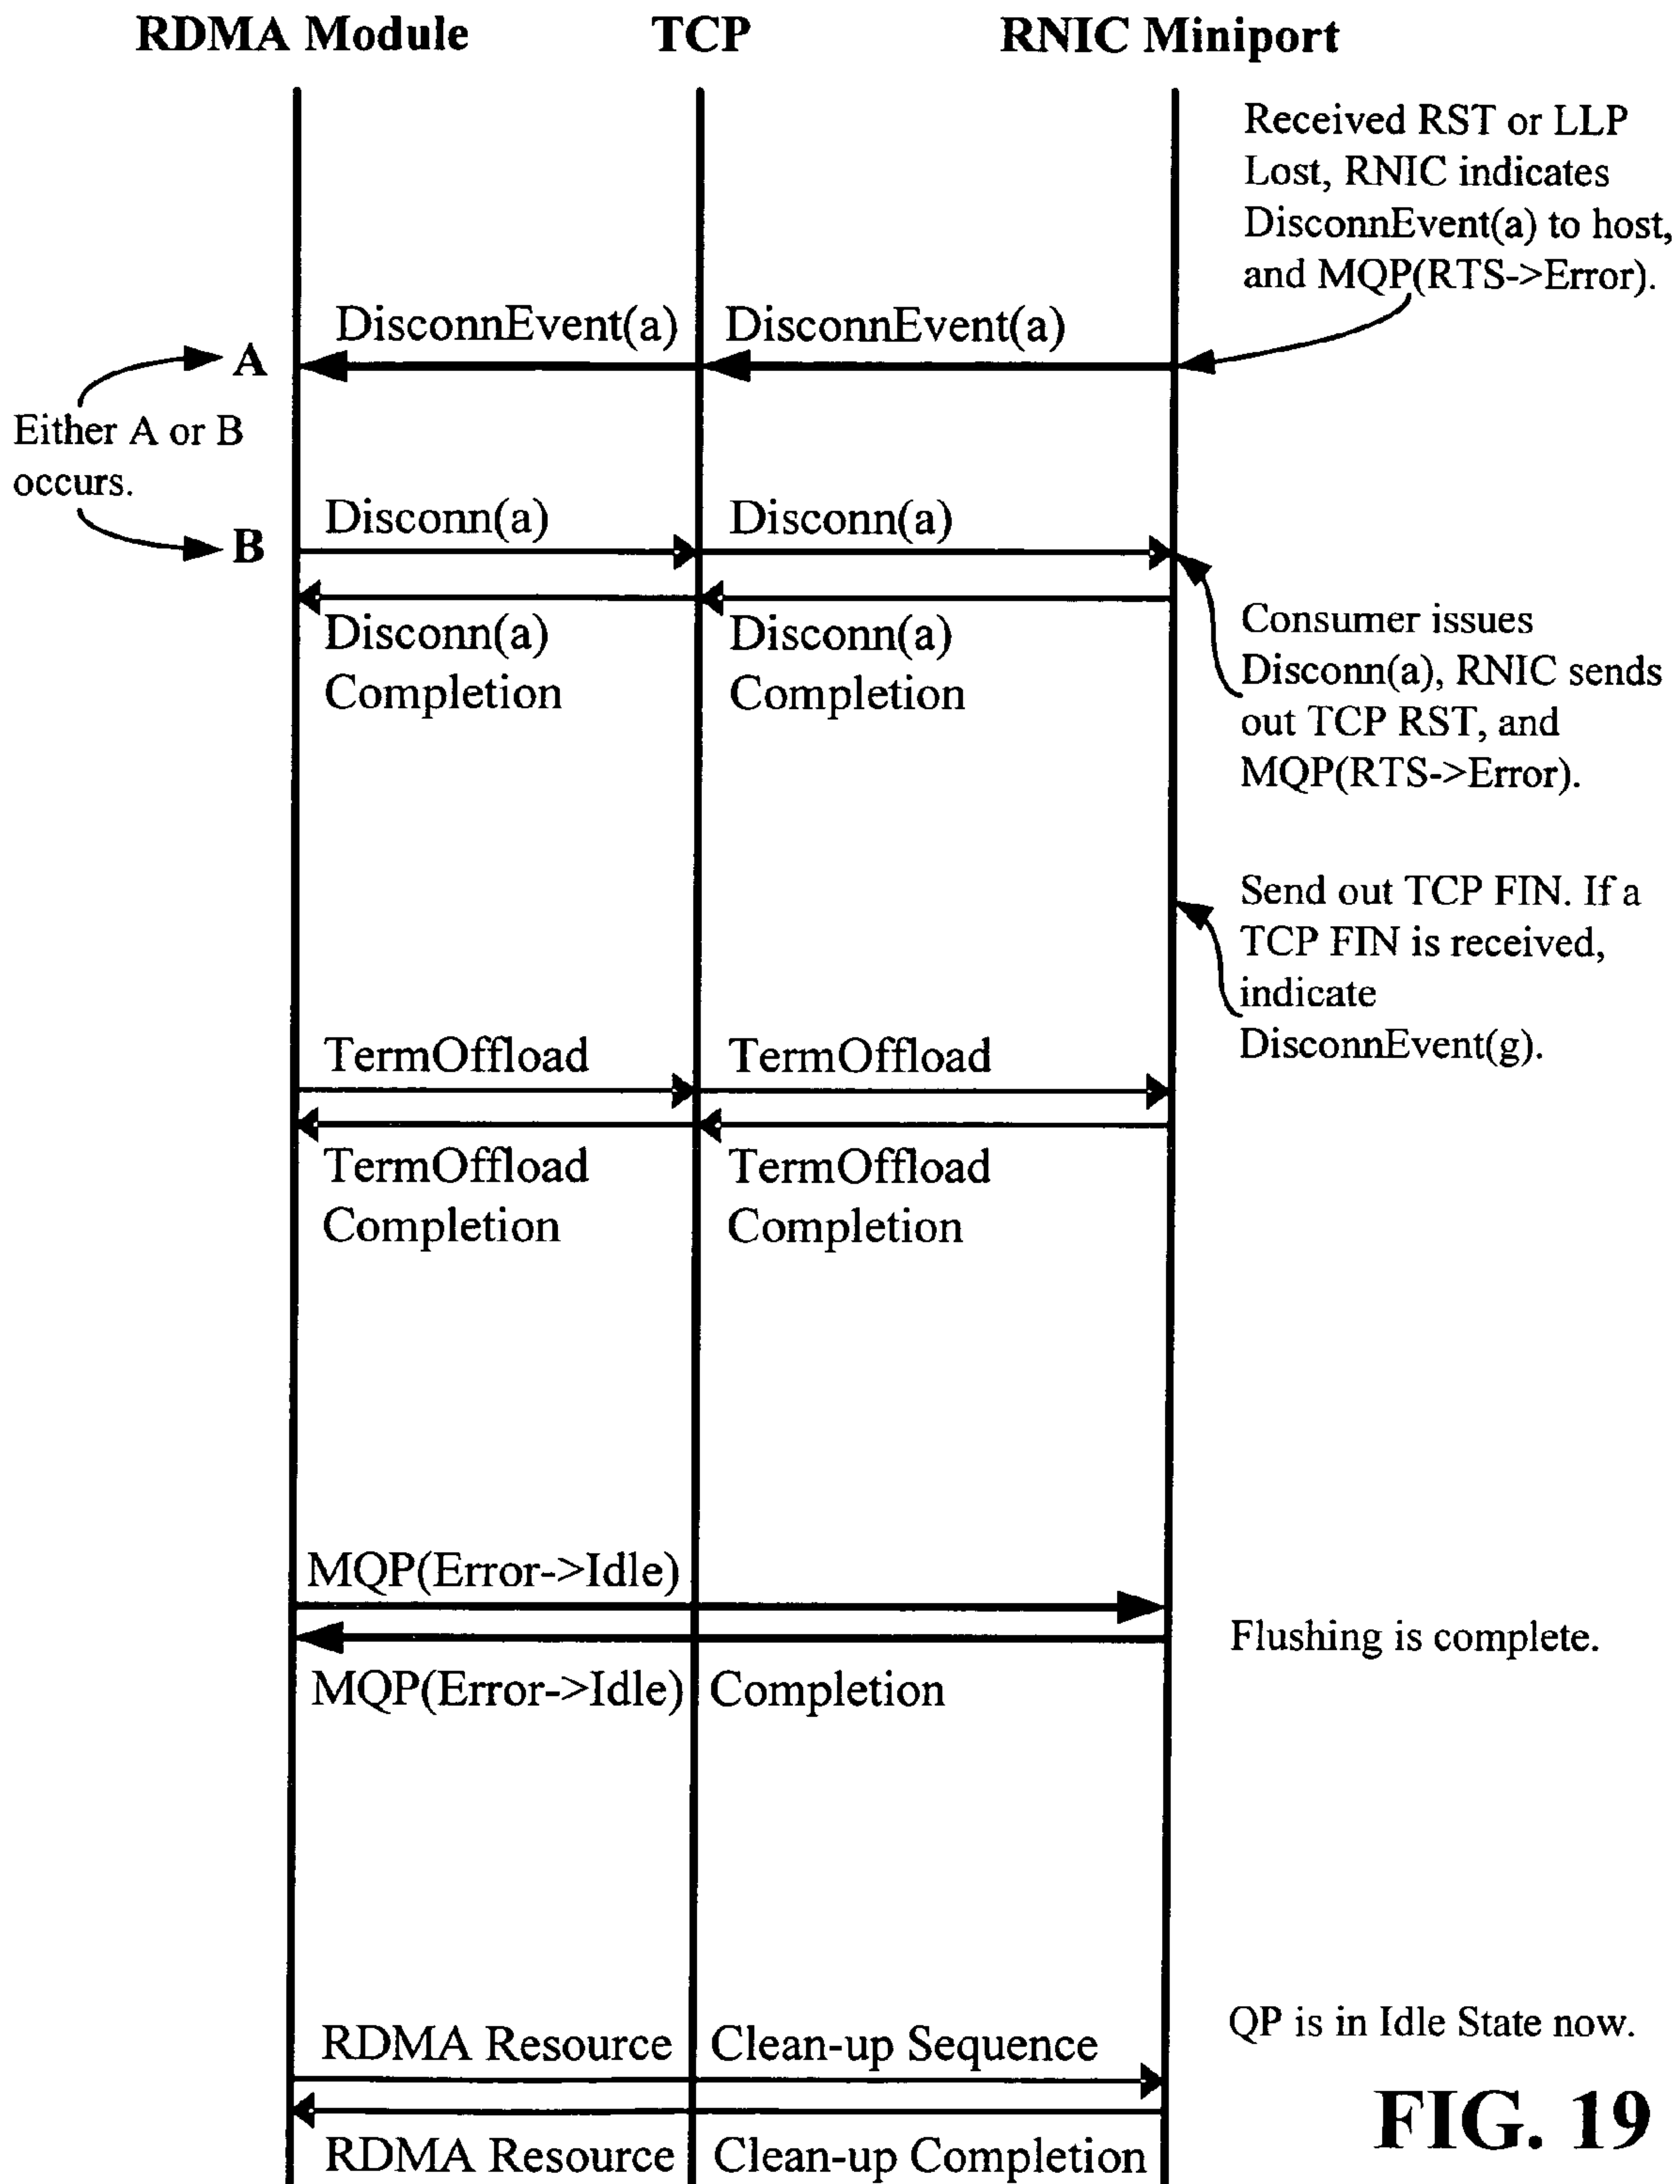 RDMA Module TCP RNIC Miniport
Received RST or LLP
Lost, RNIC indicates
DisconnEvent(a) to host,
and MQP(RTS->Error).
DisconnEvent(a) DisconnEvent(a)
A
Either A or B
occurs.
Disconn(a) Disconn(a)
B
Disconn(a) Disconn(a)
Completion Completion
Consumer issues
Disconn(a), RNIC sends
out TCP RST, and
MQP(RTS->Error).
Send out TCP FIN. If a
TCP FIN is received,
indicate
DisconnEvent(g).
TermOffload TermOffload
TermOffload TermOffload
Completion Completion
MQP(Error->Idle)
Flushing is complete.
MQP(Error->Idle) Completion
QP is in Idle State now.
RDMA Resource Clean-up Sequence
RDMA Resource Clean-up Completion
FIG. 19